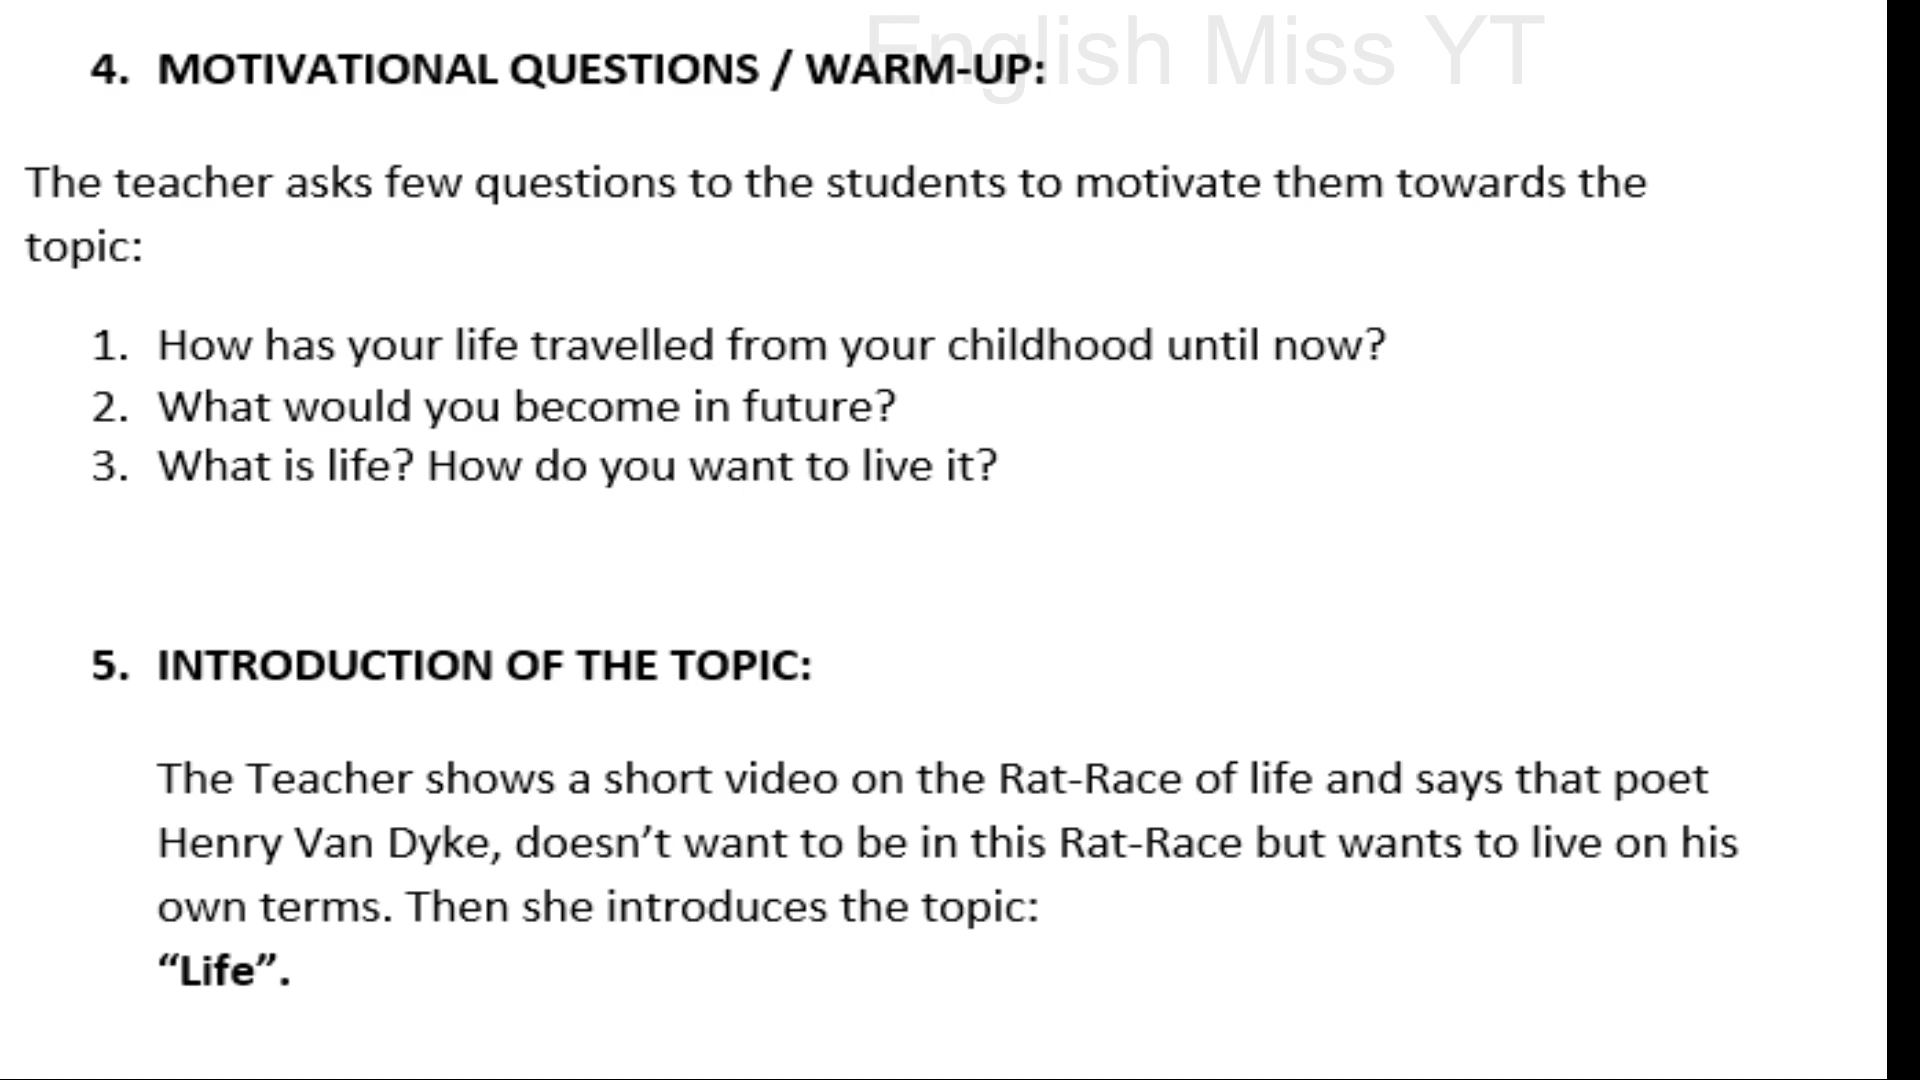 English Miss YT
4. MOTIVATIONAL QUESTIONS / WARM-UP:
The teacher asks few questions to the students to motivate them towards the
topic:
1. How has your life travelled from your childhood until now?
2. What would you become in future?
3. What is life? How do you want to live it?
5. INTRODUCTION OF THE TOPIC:
The Teacher shows a short video on the Rat-Race of life and says that poet
Henry Van Dyke, doesn’t want to be in this Rat-Race but wants to live on his
own terms. Then she introduces the topic:
“Life”.